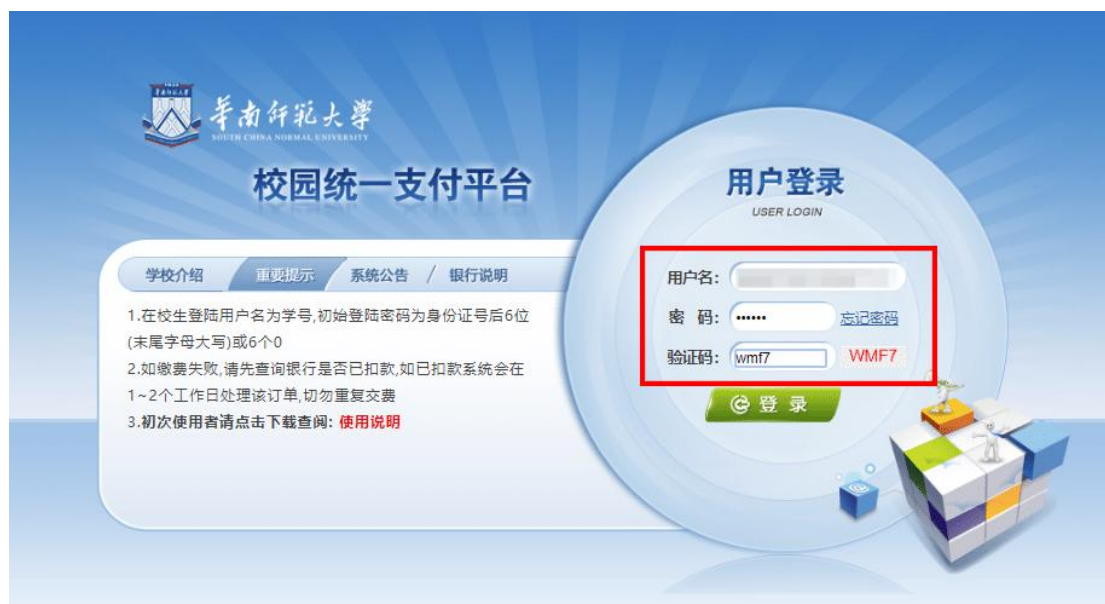 華南師範大學
SOUTH CHINA NORMAL UNIVERSITY
校园统一支付平台
学校介绍 重要提示 系统公告 / 银行说明
1.在校生登陆用户名为学号,初始登陆密码为身份证号后6位
(末尾字母大写)或6个0
2.如缴费失败,请先查询银行是否已扣款,如已扣款系统会在
1~2个工作日处理该订单,切勿重复交费
3.初次使用者请点击下载查阅: 使用说明
用户登录
USER LOGIN
用户名:
密 码: •••••• 忘记密码
验证码: wmf7 WMF7
登 录